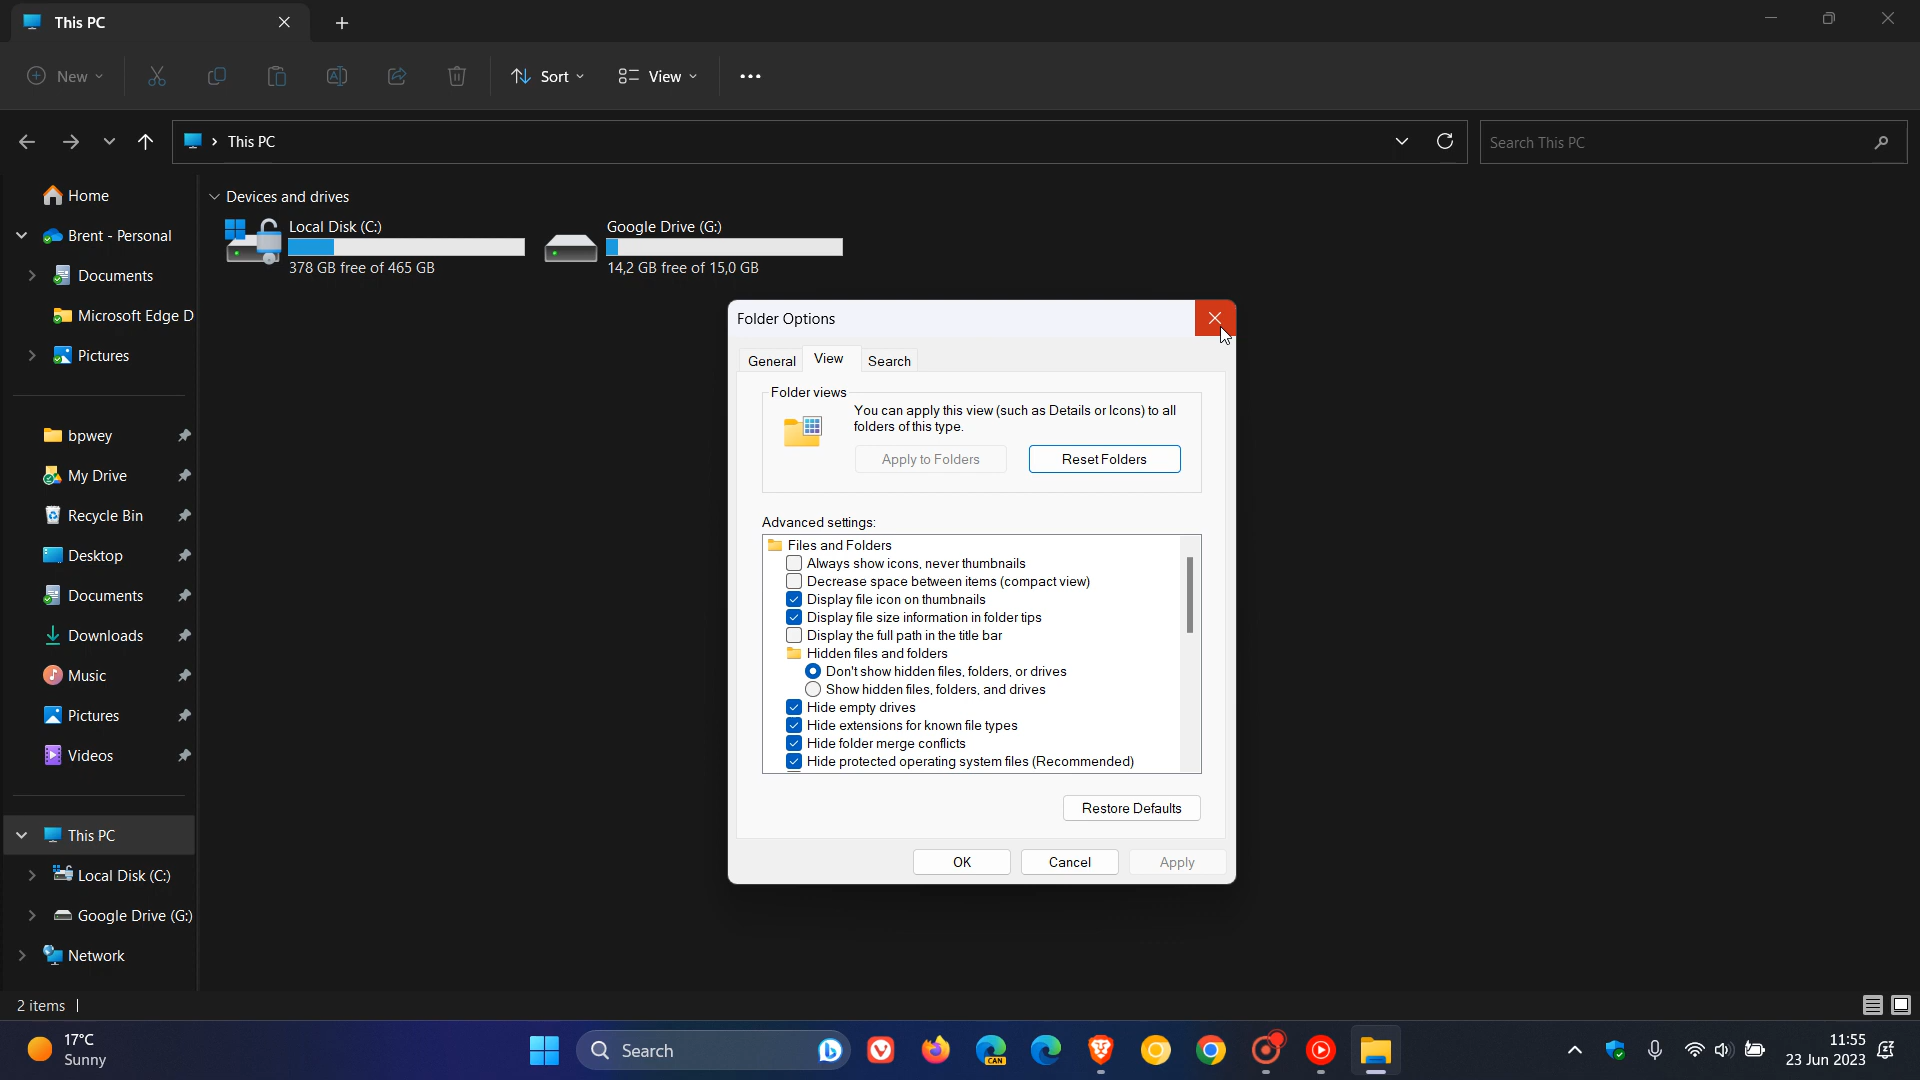 This PC
New
Sort
View
This PC
Search This PC
Home
Brent - Personal
Documents
Microsoft Edge D
Pictures
bpwey
My Drive
Recycle Bin
Desktop
Documents
Downloads
Music
Pictures
Videos
This PC
Local Disk (C:)
Google Drive (G:)
Network
Devices and drives
Local Disk (C:)
378 GB free of 465 GB
Google Drive (G:)
14,2 GB free of 15,0 GB
Folder Options
General
View
Search
Folder views
You can apply this view (such as Details or Icons) to all
folders of this type.
Apply to Folders
Reset Folders
Advanced settings:
Files and Folders
Always show icons, never thumbnails
Decrease space between items (compact view)
Display file icon on thumbnails
Display file size information in folder tips
Display the full path in the title bar
Hidden files and folders
Don't show hidden files, folders, or drives
Show hidden files, folders, and drives
Hide empty drives
Hide extensions for known file types
Hide folder merge conflicts
Hide protected operating system files (Recommended)
Restore Defaults
OK
Cancel
Apply
2 items
17°C
Sunny
Search
CAN
11:55
23 Jun 2023